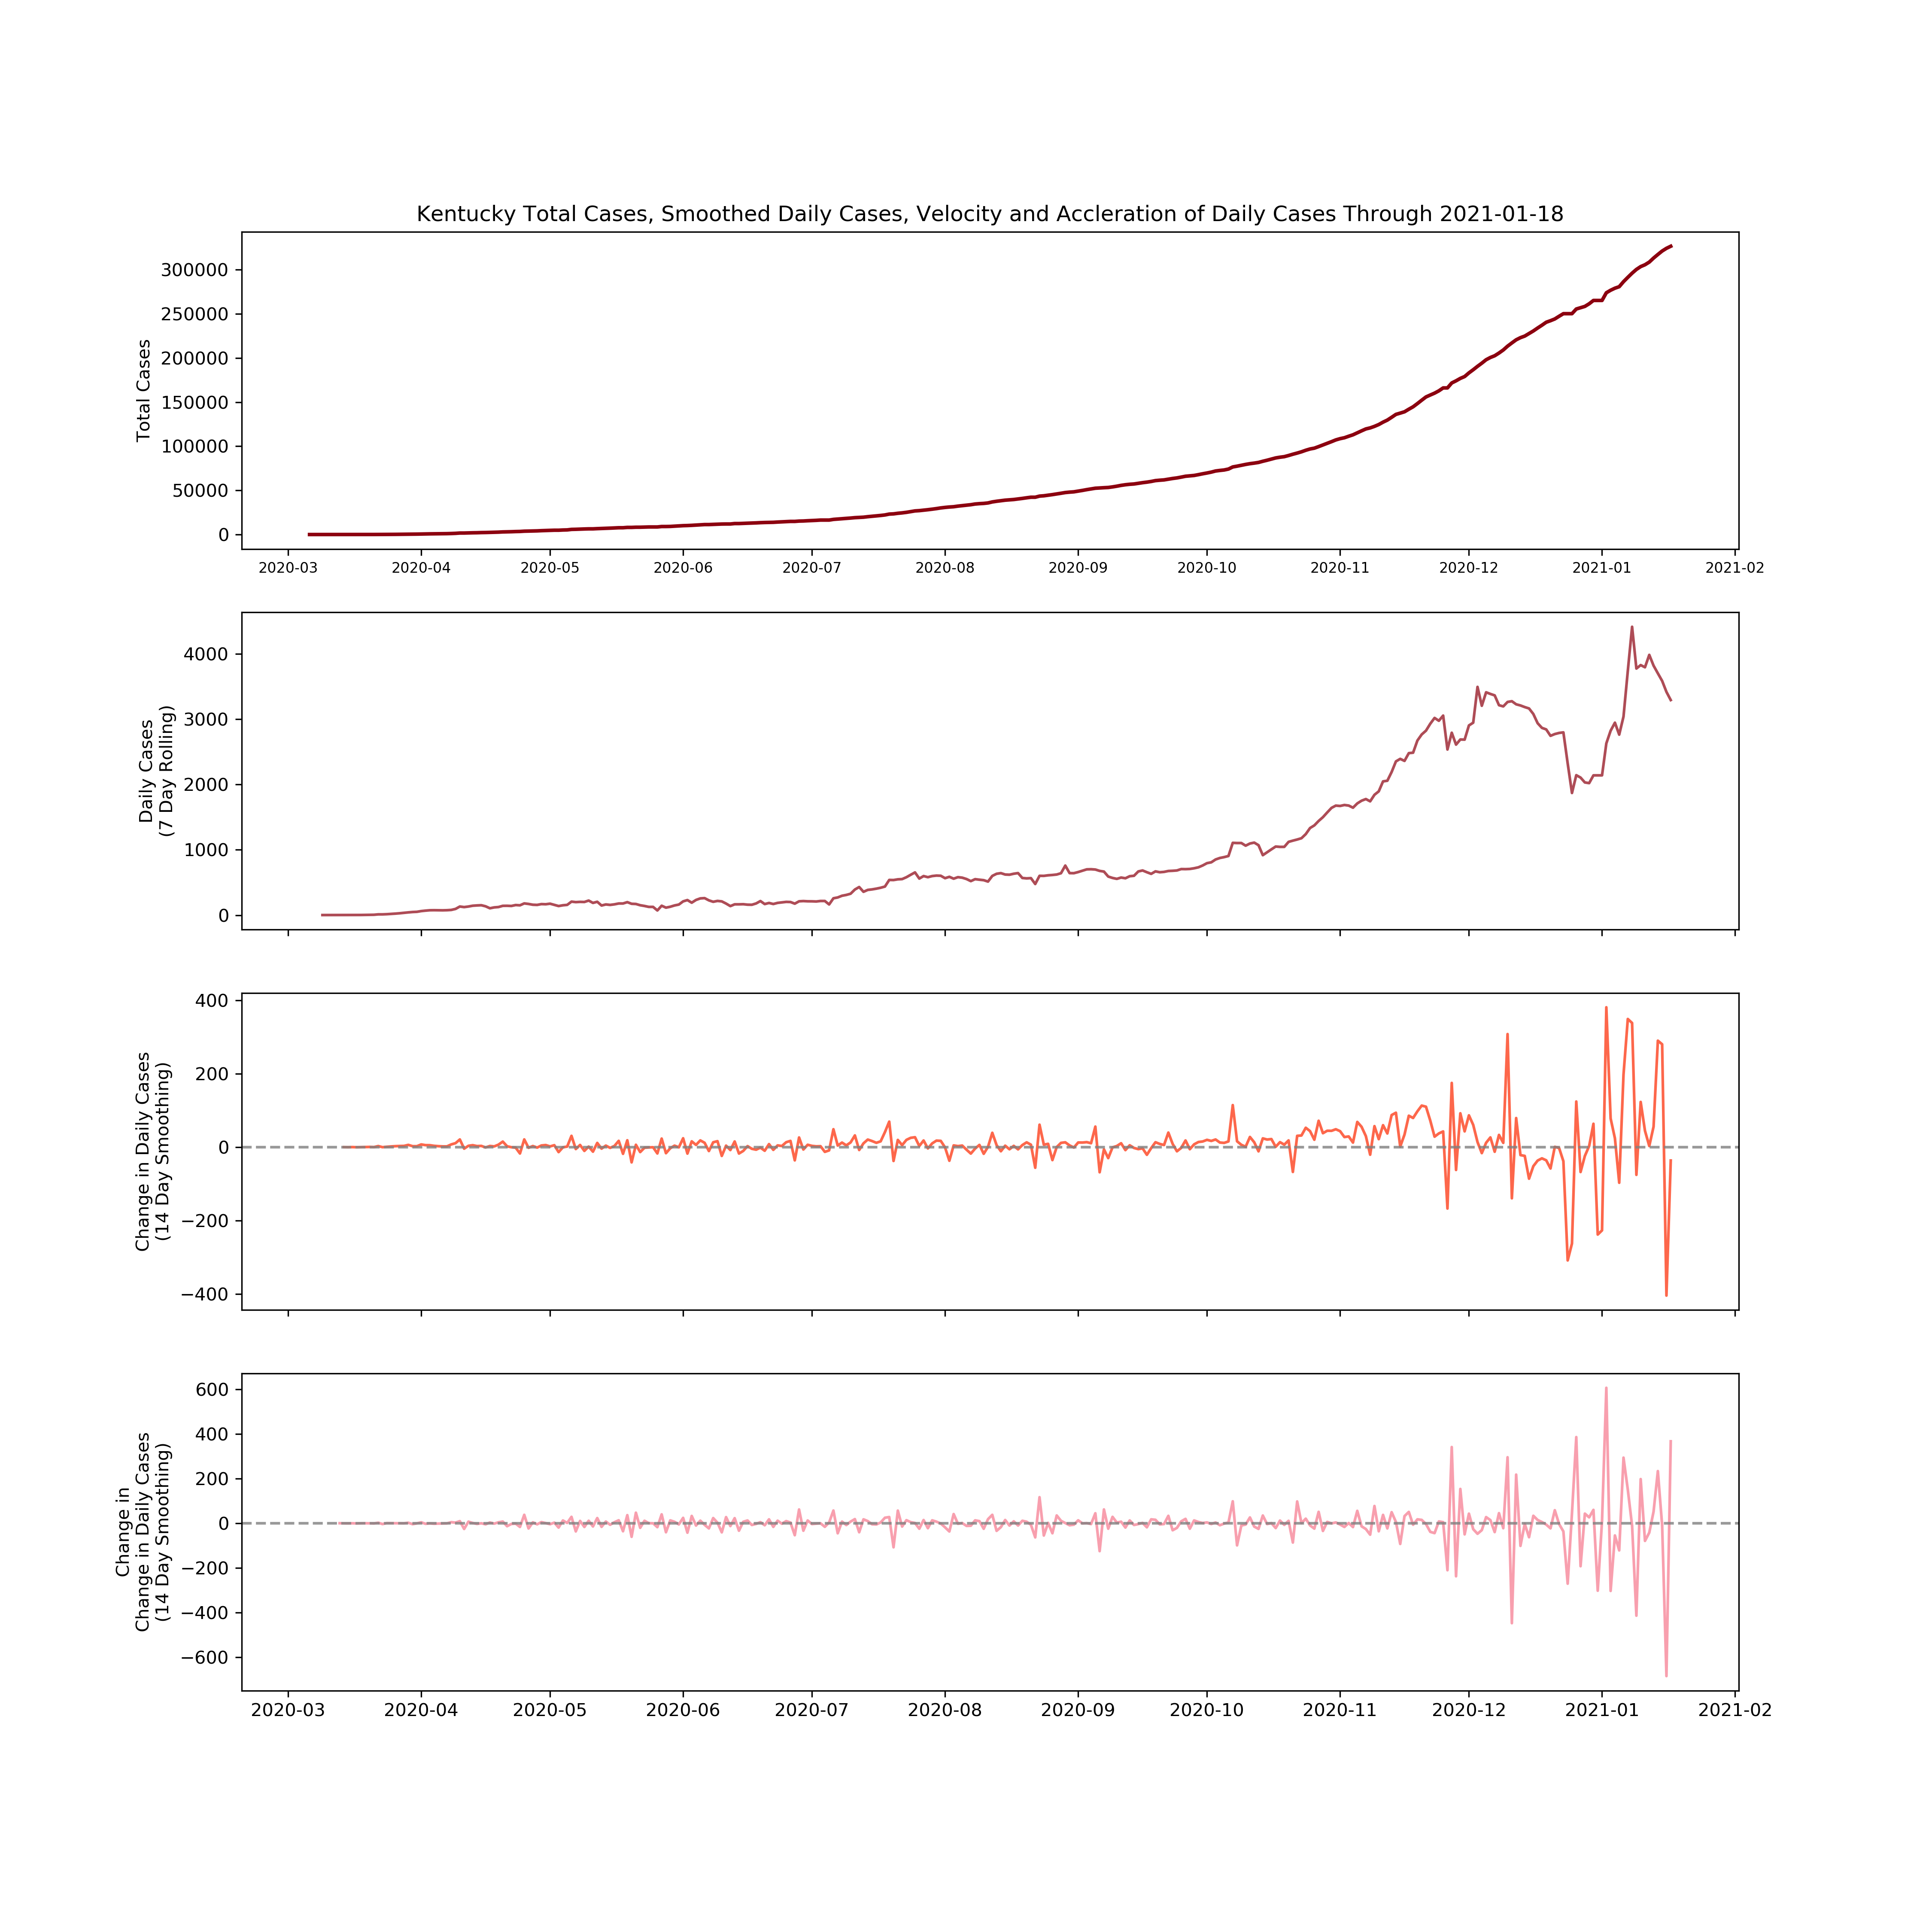 Kentucky Total Cases, Smoothed Daily Cases, Velocity and Accleration of Daily Cases Through 2021-01-18
Total Cases
300000
250000
200000
150000
100000
50000
0
2020-03 2020-04 2020-05 2020-06 2020-07 2020-08 2020-09 2020-10 2020-11 2020-12 2021-01 2021-02
Daily Cases
(7 Day Rolling)
4000
3000
2000
1000
0
Change in Daily Cases
(14 Day Smoothing)
400
200
0
−200
−400
Change in
Change in Daily Cases
(14 Day Smoothing)
600
400
200
0
−200
−400
−600
2020-03 2020-04 2020-05 2020-06 2020-07 2020-08 2020-09 2020-10 2020-11 2020-12 2021-01 2021-02